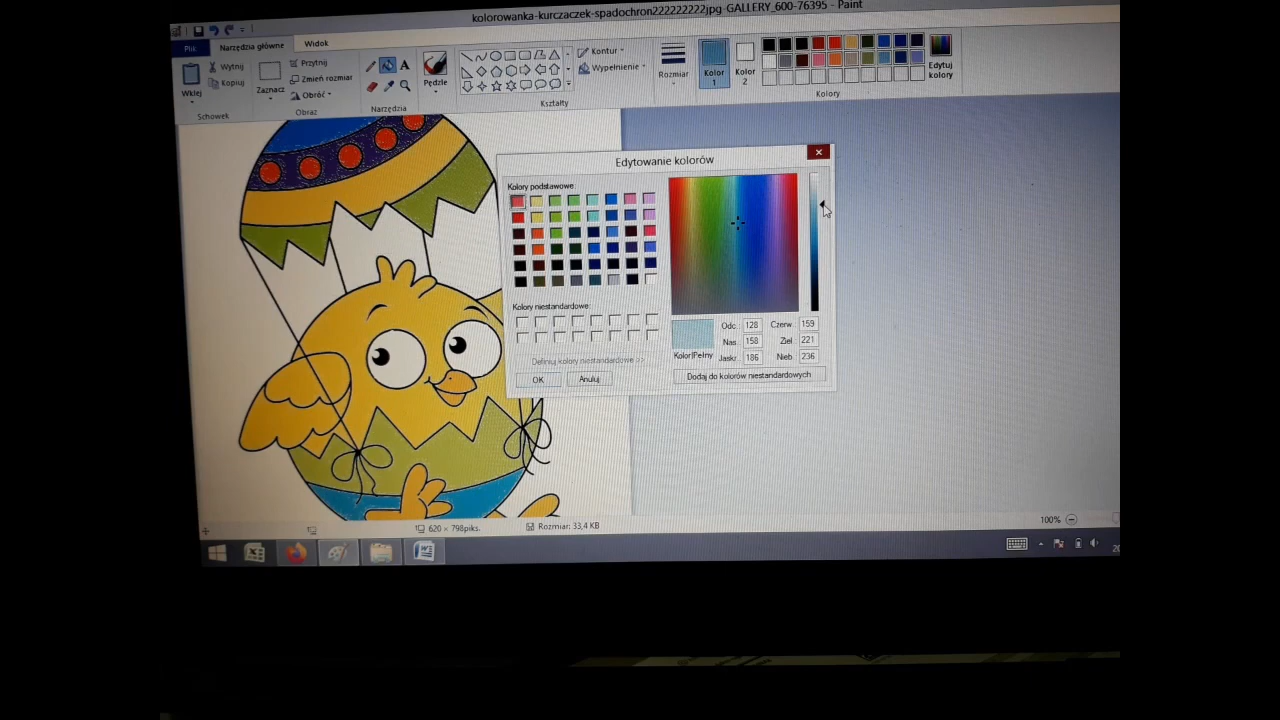 kolorowanka-kurczaczek-spadochron222222222jpg-GALLERY_600-76395 - Paint
Plik
Narzędzia główne
Widok
Wklej
Wytnij
Kopiuj
Schowek
Zaznacz
Przytnij
Zmień rozmiar
Obróć
Obraz
A
Narzędzia
Pędzle
Kontur
Wypełnienie
Kształty
Rozmiar
Kolor 1
Kolor 2
Edytuj kolory
Kolory
Edytowanie kolorów
Kolory podstawowe:
Kolory niestandardowe:
Definiuj kolory niestandardowe >>
OK
Anuluj
Kolor|Pełny
Odc.: 128
Czerw.: 159
Nas.: 158
Ziel.: 221
Jaskr.: 186
Nieb.: 236
Dodaj do kolorów niestandardowych
620 × 798piks.
Rozmiar: 33,4 KB
100%